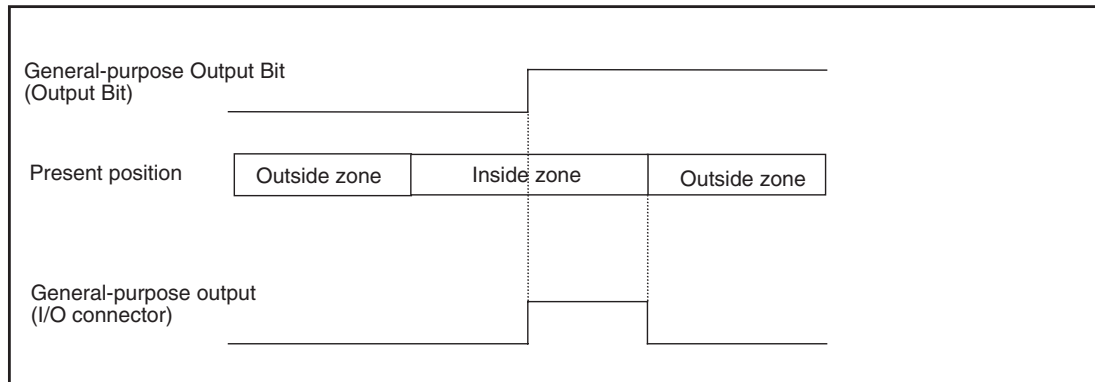 General-purpose Output Bit
(Output Bit)
Present position
Outside zone
Inside zone
Outside zone
General-purpose output
(I/O connector)